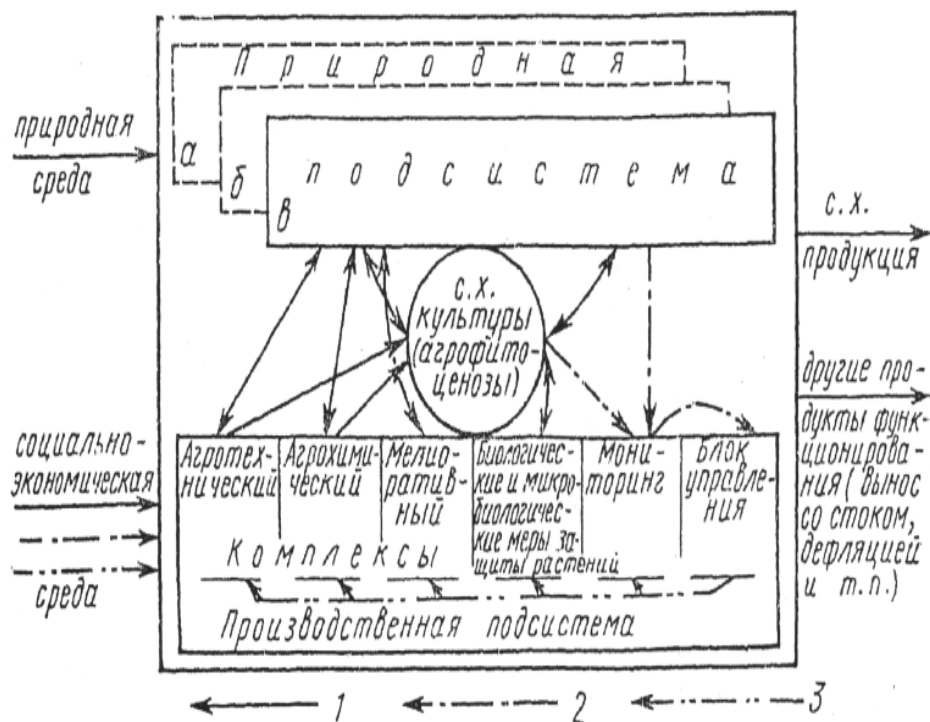 Природная
природная
среда
а
б
в
подсистема
с.х.
продукция
с.х.
культуры
(агрофито-
ценозы)
другие про-
дукты функ-
ционирова-
ния (вынос
со стоком,
дефляцией
и т.п.)
социально-
экономическая
среда
Агротех-
нический
Агрохими-
ческий
Мелио-
ративный
Биологичес-
кие и микро-
биологичес-
кие меры за-
щиты растений
Мони-
торинг
Блок
управле-
ния
Комплексы
Производственная подсистема
1
2
3